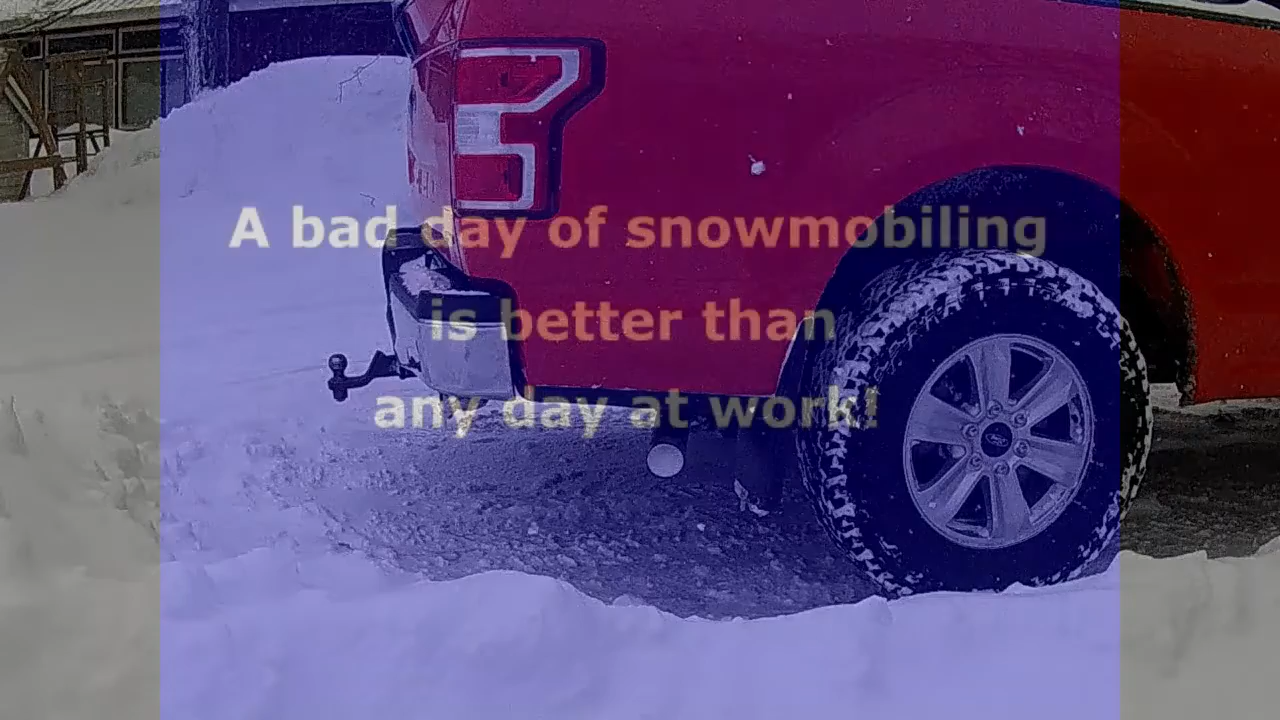 A bad day of snowmobiling
is better than
any day at work!